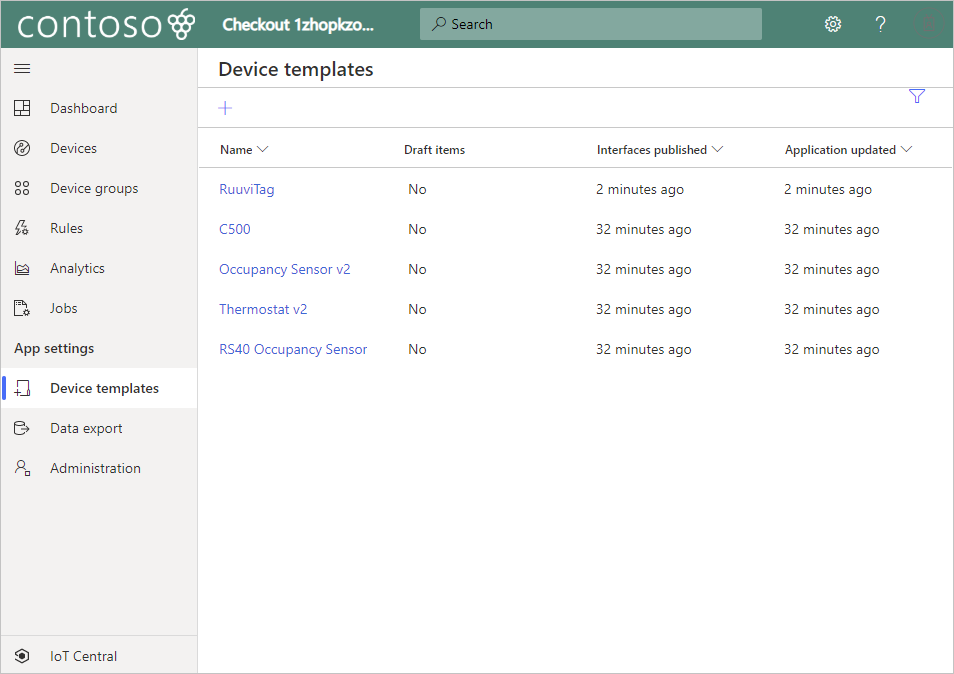 contoso
Checkout 1zhopkzo...
Search
?
Device templates
Dashboard
Devices
Device groups
Rules
Analytics
Jobs
App settings
Device templates
Data export
Administration
IoT Central
Name Draft items Interfaces published Application updated
RuuviTag No 2 minutes ago 2 minutes ago
C500 No 32 minutes ago 32 minutes ago
Occupancy Sensor v2 No 32 minutes ago 32 minutes ago
Thermostat v2 No 32 minutes ago 32 minutes ago
RS40 Occupancy Sensor No 32 minutes ago 32 minutes ago